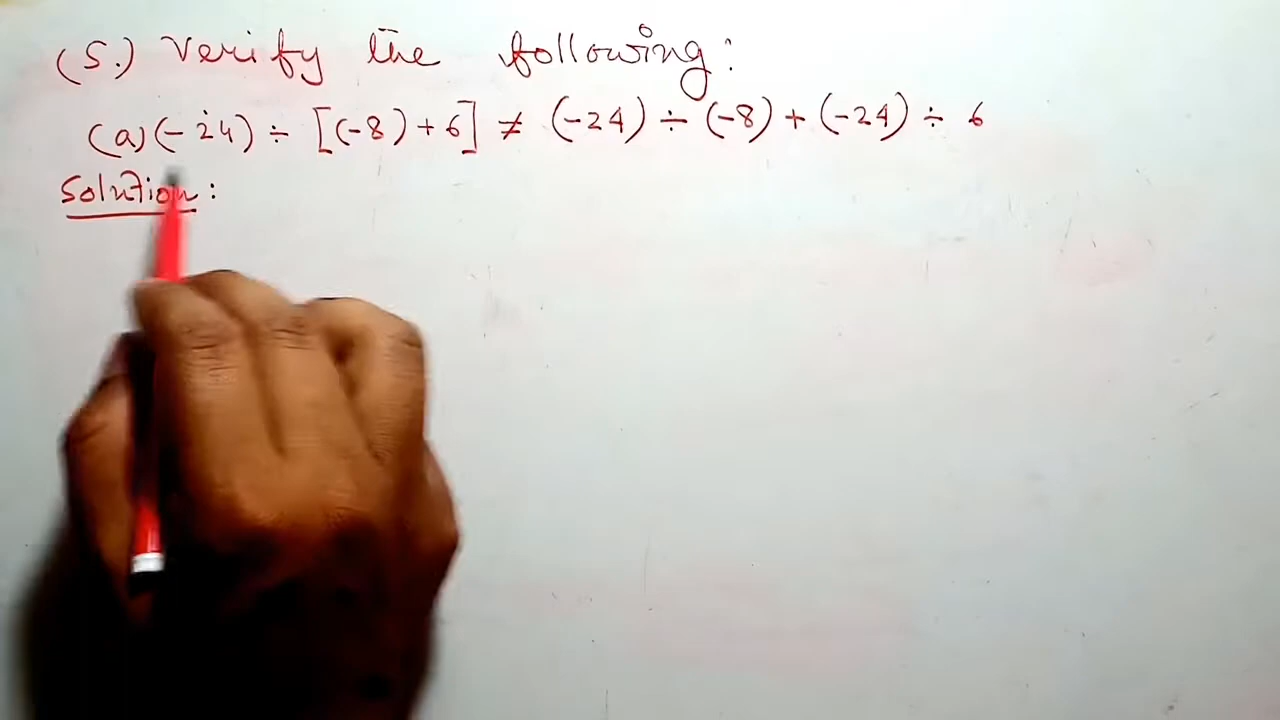 (5.) Verify the following:
(a) (-24) ÷ [(-8) + 6] ≠ (-24) ÷ (-8) + (-24) ÷ 6
Solution: